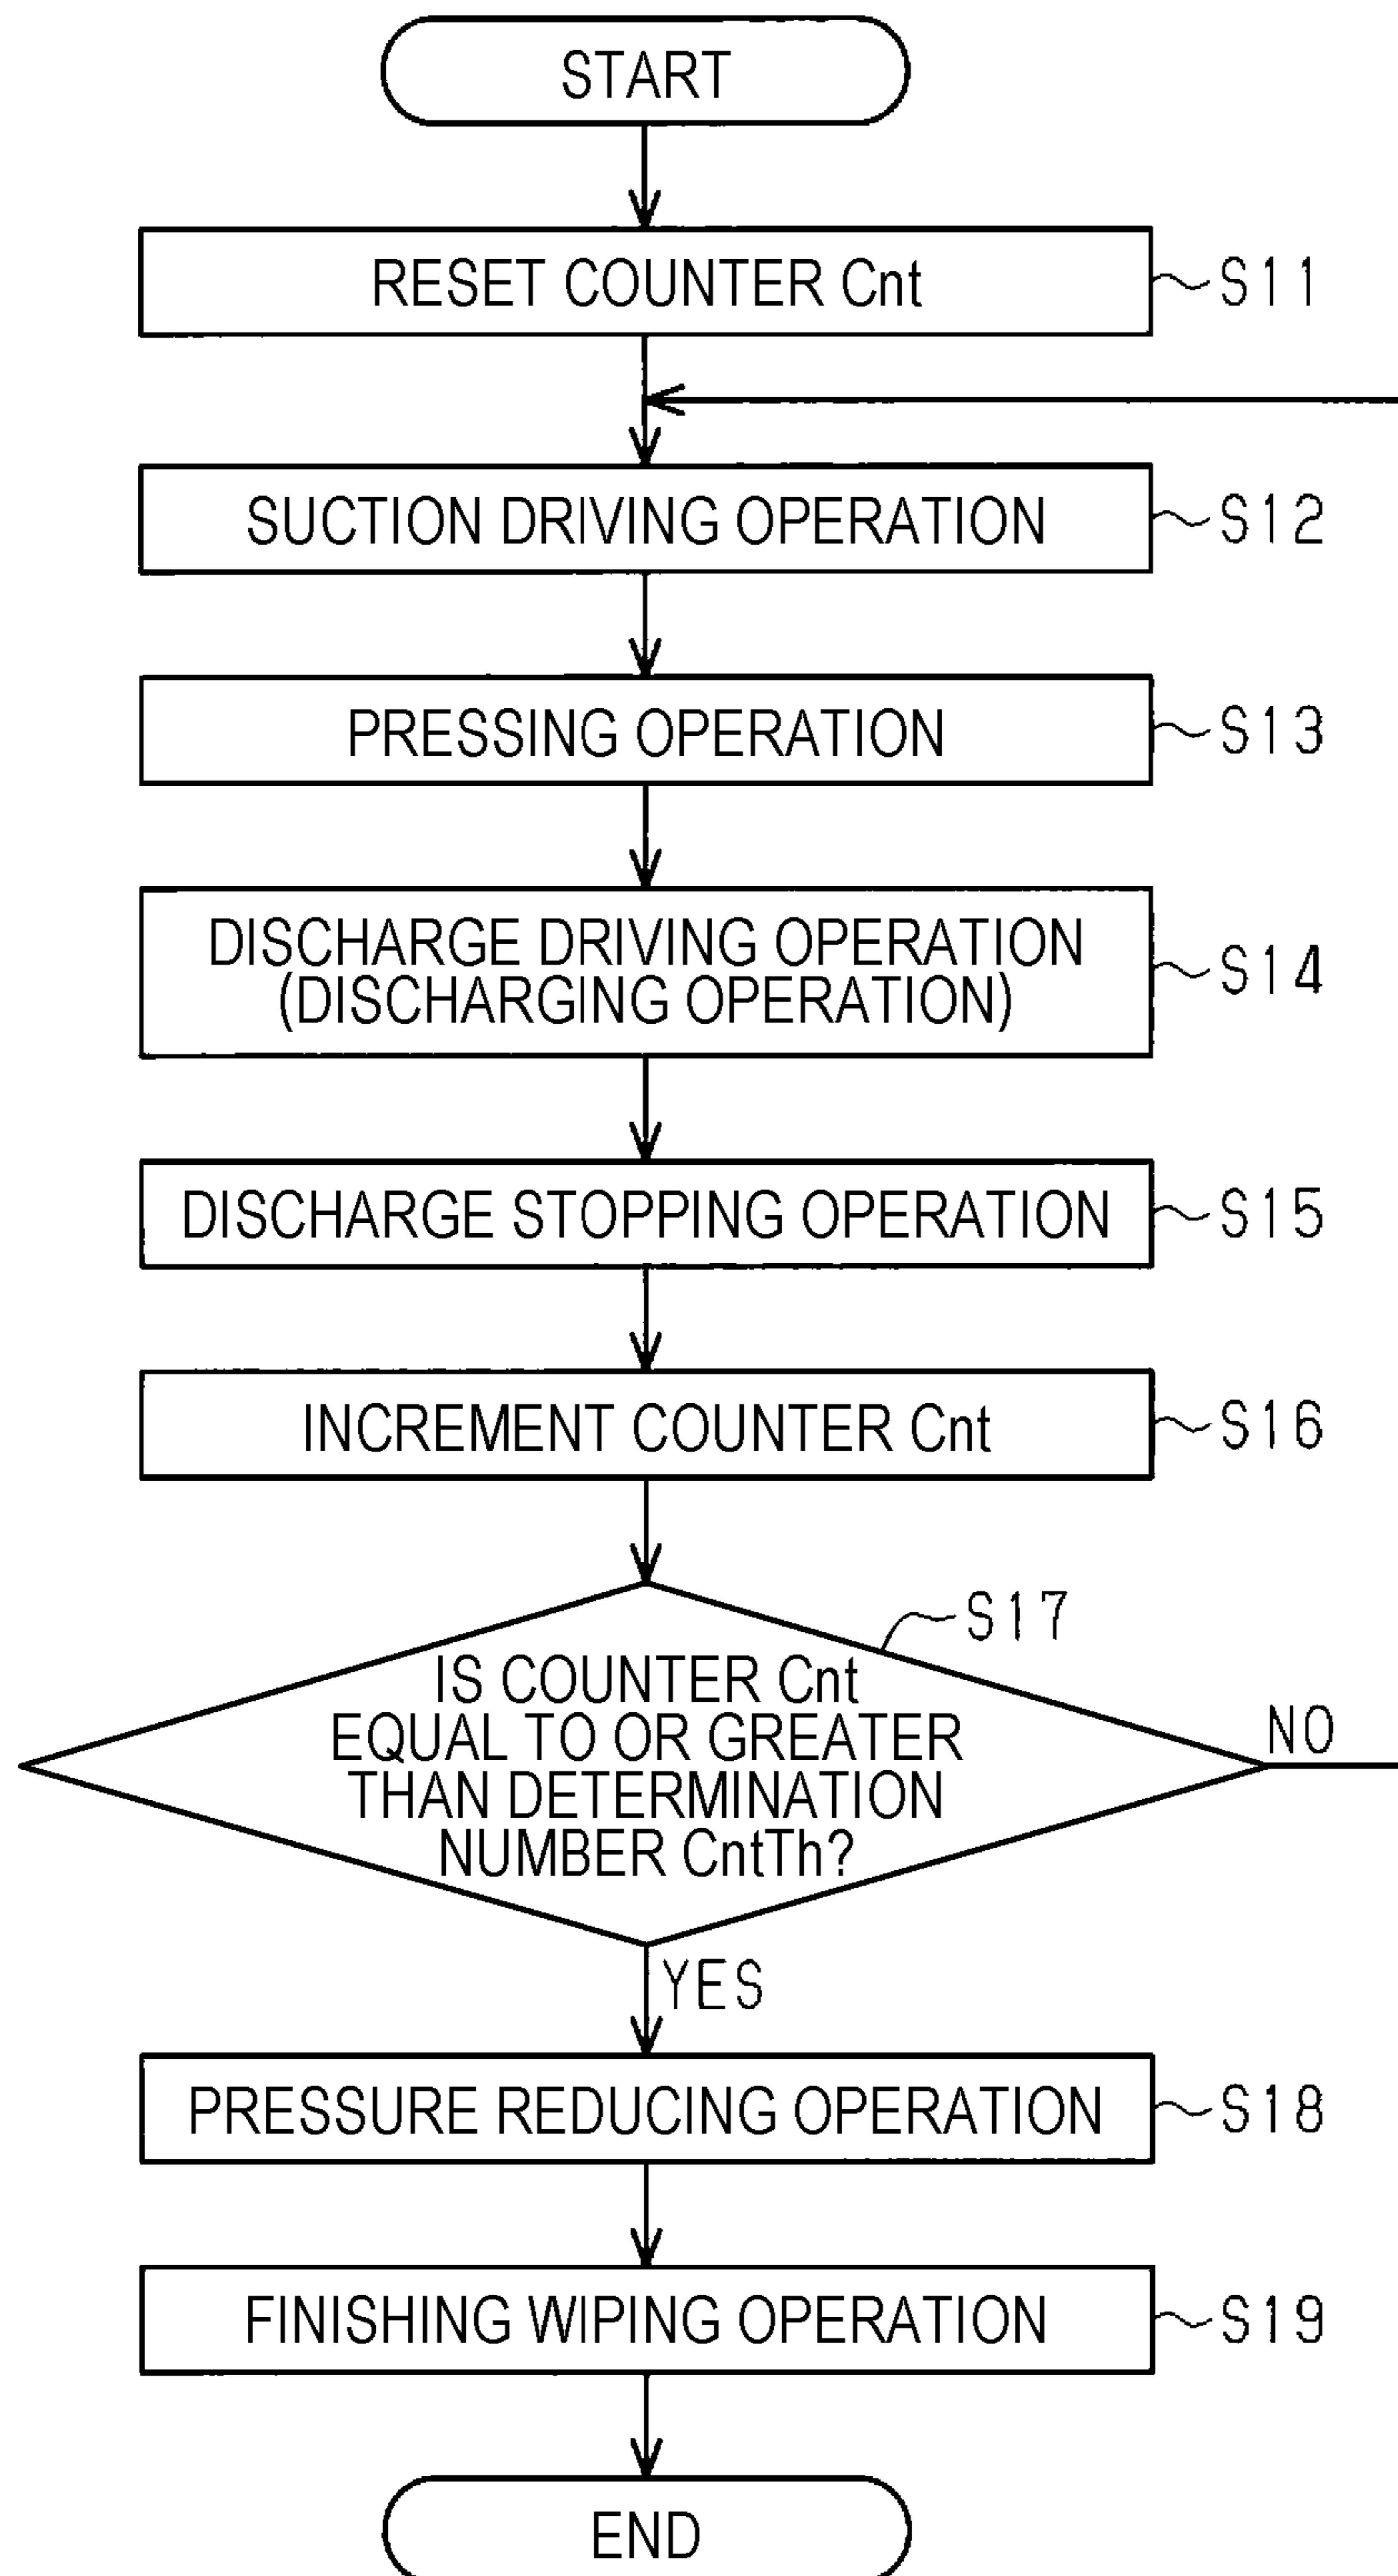 START
RESET COUNTER Cnt
S11
SUCTION DRIVING OPERATION
S12
PRESSING OPERATION
S13
DISCHARGE DRIVING OPERATION
(DISCHARGING OPERATION)
S14
DISCHARGE STOPPING OPERATION
S15
INCREMENT COUNTER Cnt
S16
S17
IS COUNTER Cnt
EQUAL TO OR GREATER
THAN DETERMINATION
NUMBER CntTh?
NO
YES
PRESSURE REDUCING OPERATION
S18
FINISHING WIPING OPERATION
S19
END